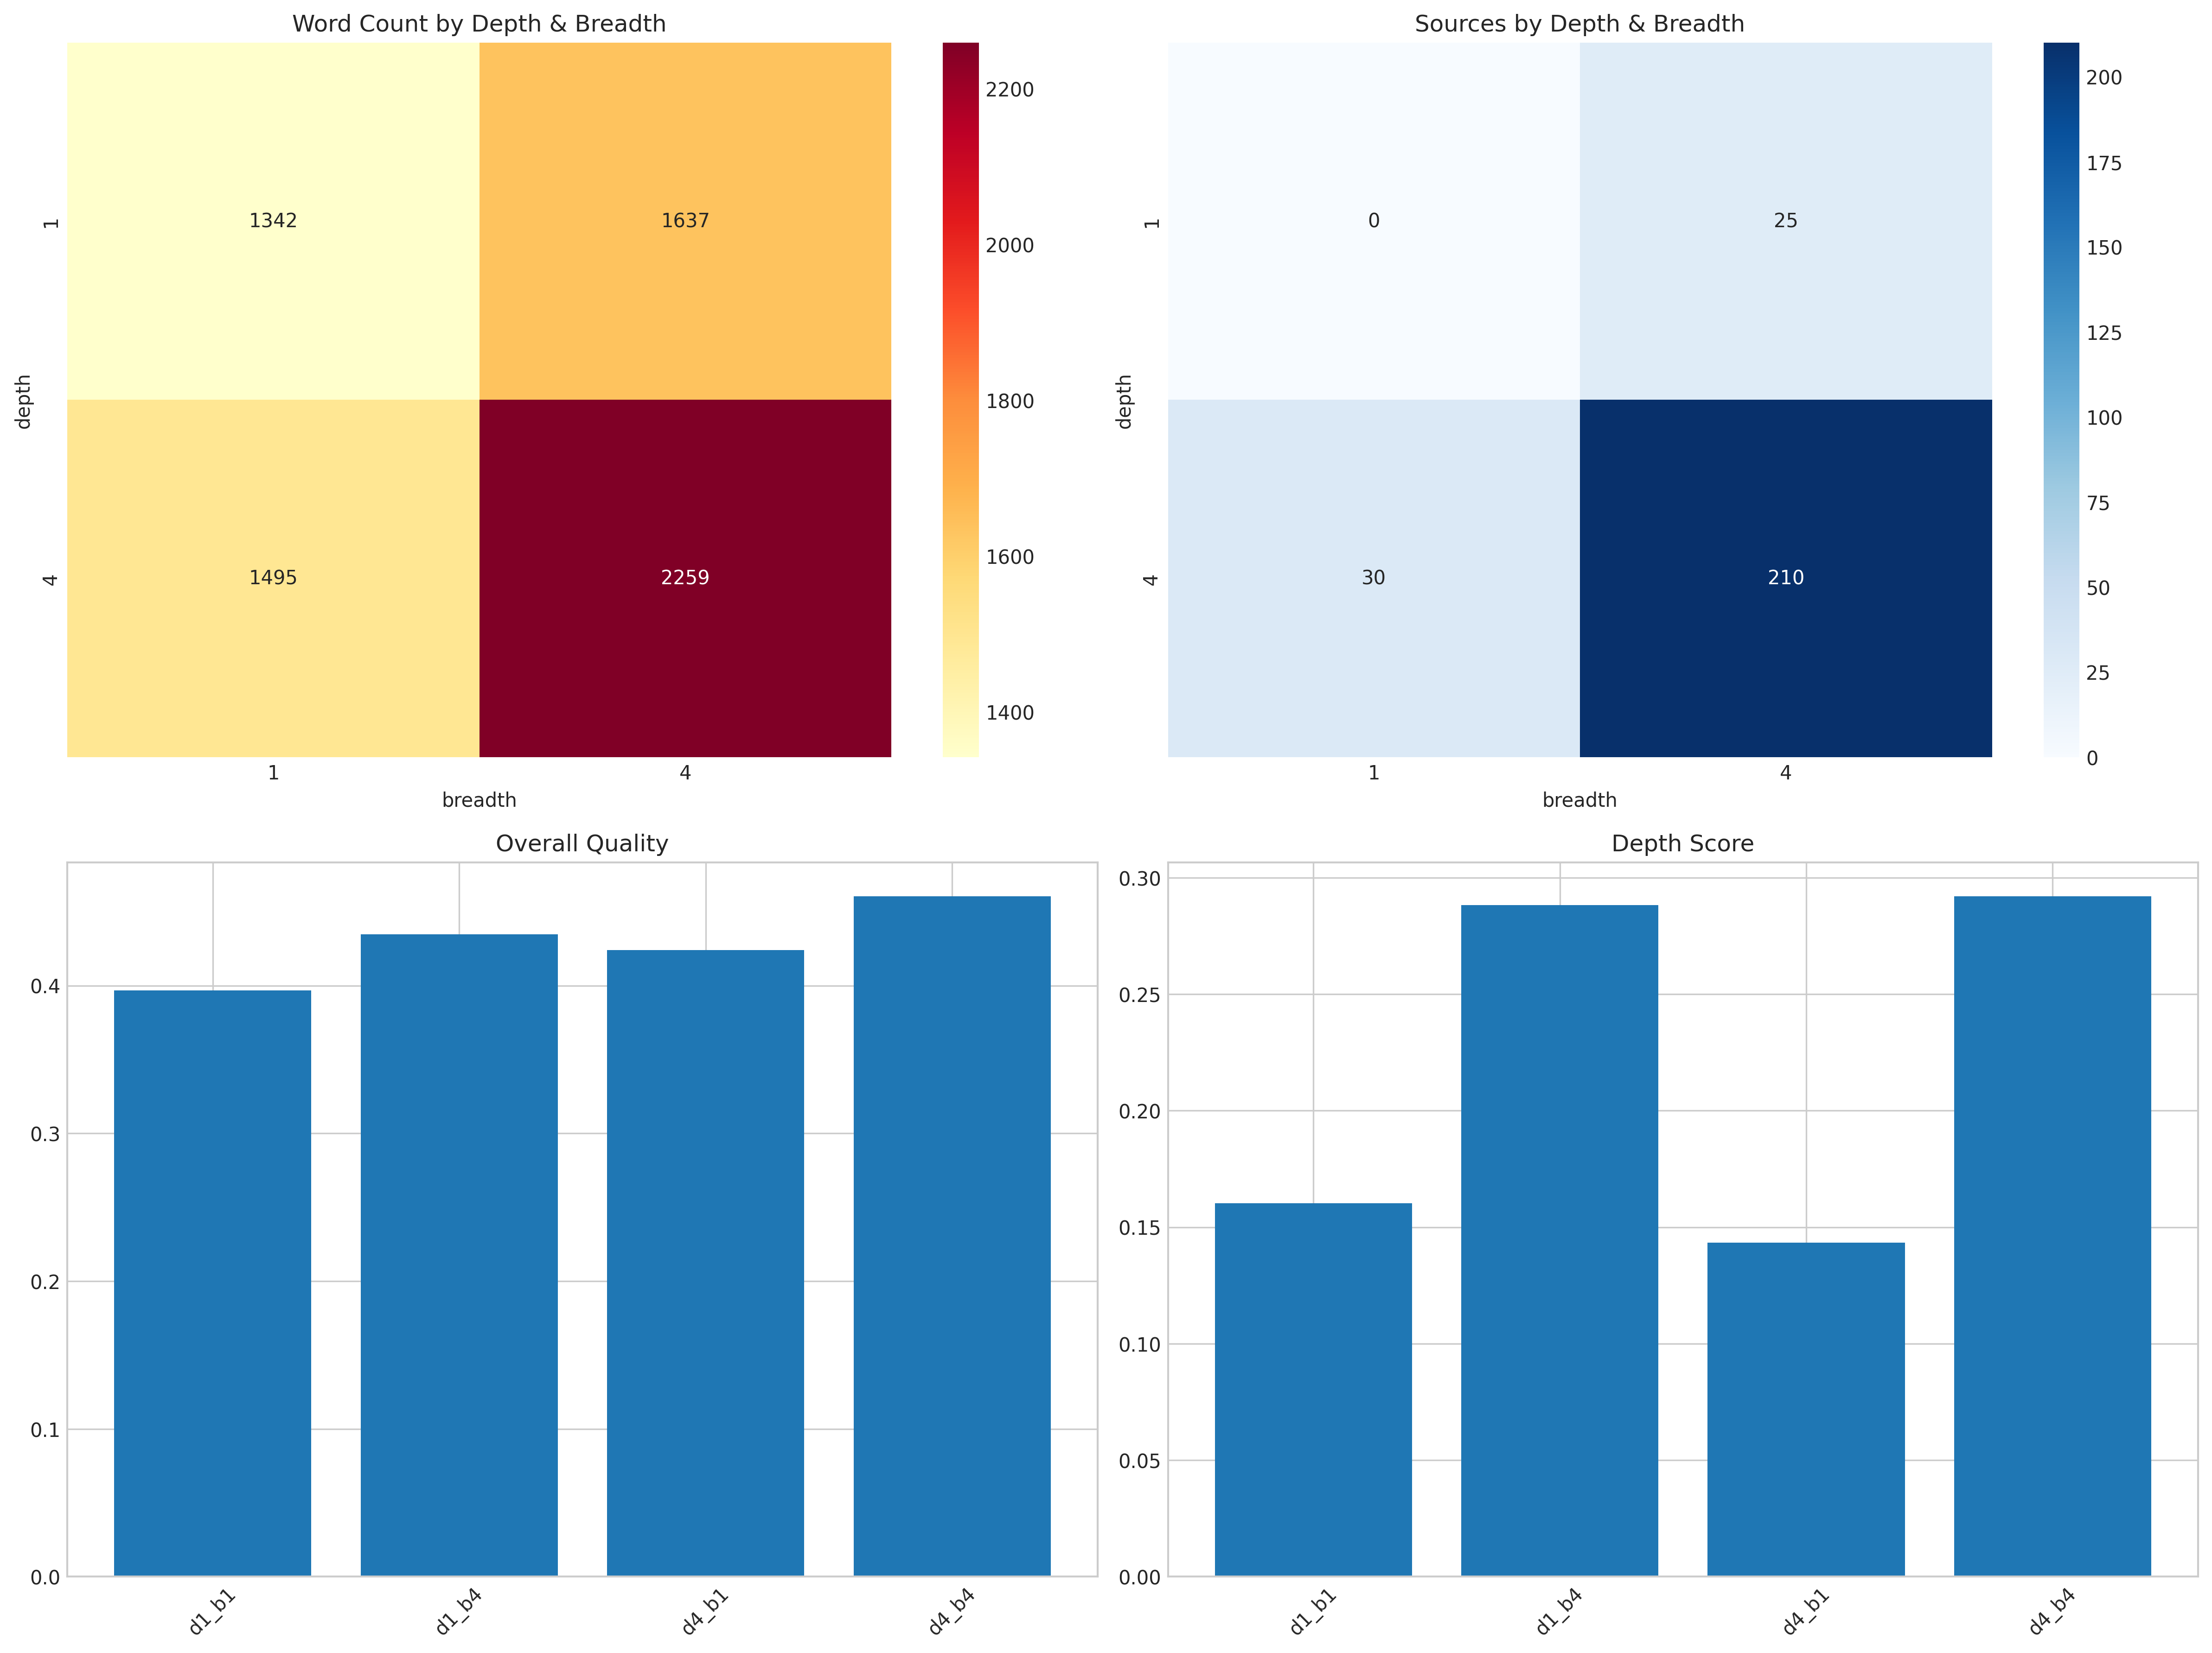 Word Count by Depth & Breadth
1342
1637
1495
2259
1
4
depth
1
4
breadth
2200
2000
1800
1600
1400
Sources by Depth & Breadth
0
25
30
210
1
4
depth
1
4
breadth
200
175
150
125
100
75
50
25
0
Overall Quality
0.4
0.3
0.2
0.1
0.0
d1_b1
d1_b4
d4_b1
d4_b4
Depth Score
0.30
0.25
0.20
0.15
0.10
0.05
0.00
d1_b1
d1_b4
d4_b1
d4_b4